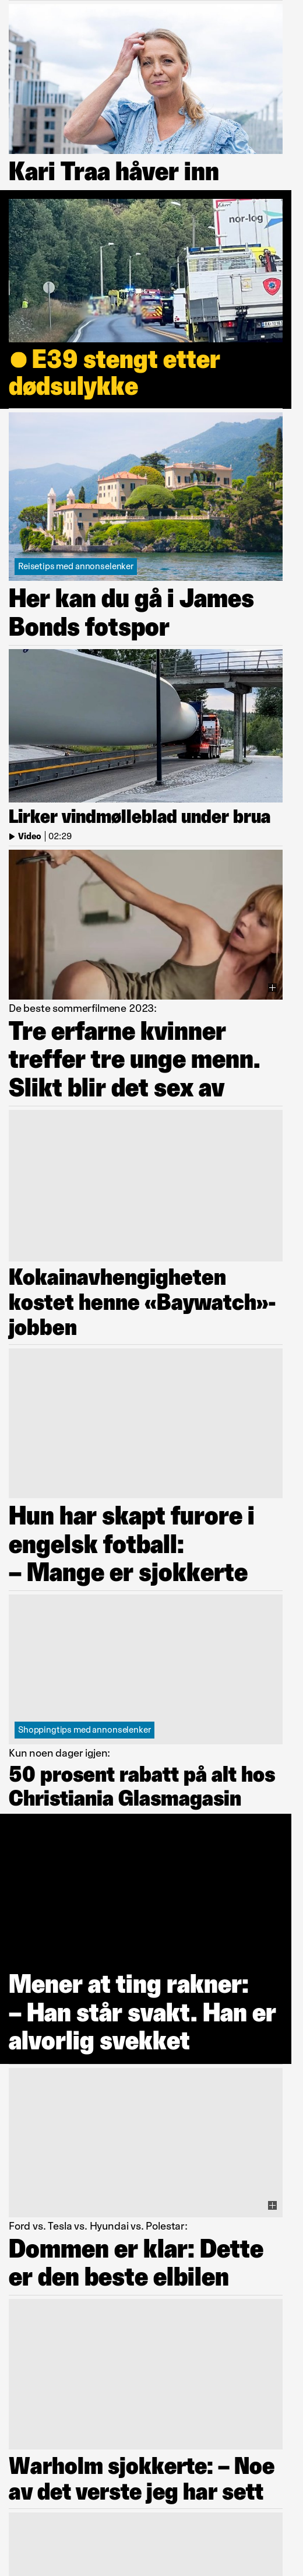 Kari Traa håver inn
nor-log
E39 stengt etter
dødsulykke
Reisetips med annonselenker
Her kan du gå i James
Bonds fotspor
Lirker vindmølleblad under brua
Video | 02:29
De beste sommerfilmene 2023:
Tre erfarne kvinner
treffer tre unge menn.
Slikt blir det sex av
Kokainavhengigheten
kostet henne «Baywatch»-
jobben
Hun har skapt furore i
engelsk fotball:
– Mange er sjokkerte
Shoppingtips med annonselenker
Kun noen dager igjen:
50 prosent rabatt på alt hos
Christiania Glasmagasin
Mener at ting rakner:
– Han står svakt. Han er
alvorlig svekket
Ford vs. Tesla vs. Hyundai vs. Polestar:
Dommen er klar: Dette
er den beste elbilen
Warholm sjokkerte: – Noe
av det verste jeg har sett